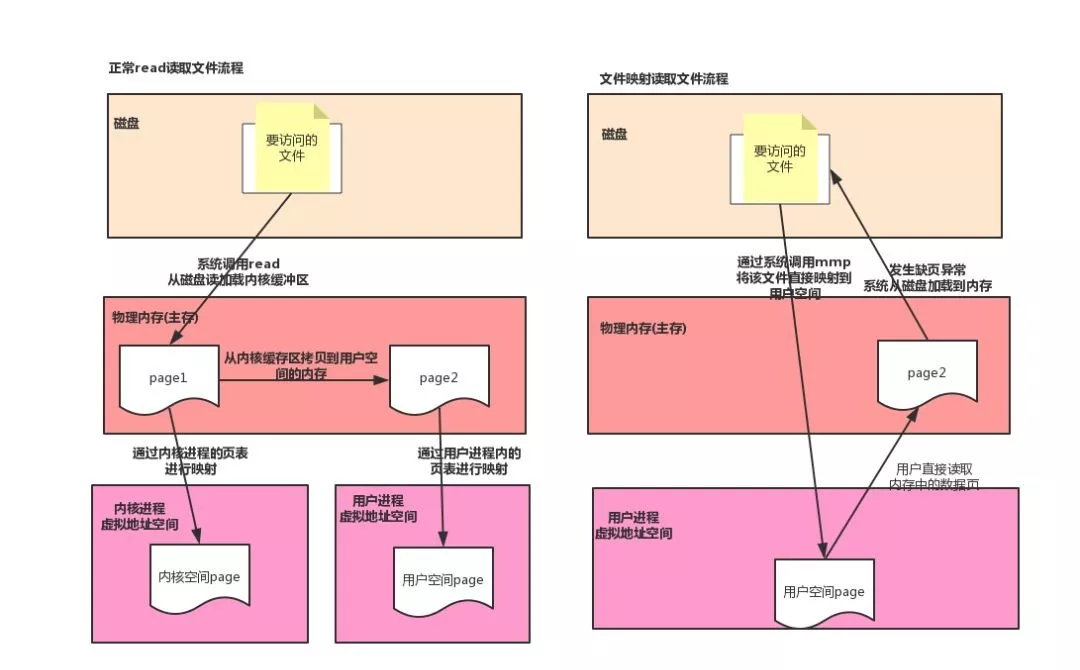 正常read读取文件流程
磁盘
要访问的
文件
系统调用read
从磁盘读加载内核缓冲区
物理内存(主存)
page1
从内核缓存区拷贝到用户空
间的内存
page2
通过内核进程的页表
进行映射
通过用户进程内的
页表进行映射
内核进程
虚拟地址空间
内核空间page
用户进程
虚拟地址空间
用户空间page
文件映射读取文件流程
磁盘
要访问的
文件
通过系统调用mmp
将该文件直接映射到
用户空间
发生缺页异常
系统从磁盘加载到内存
物理内存(主存)
page2
用户直接读取
内存中的数据页
用户进程
虚拟地址空间
用户空间page